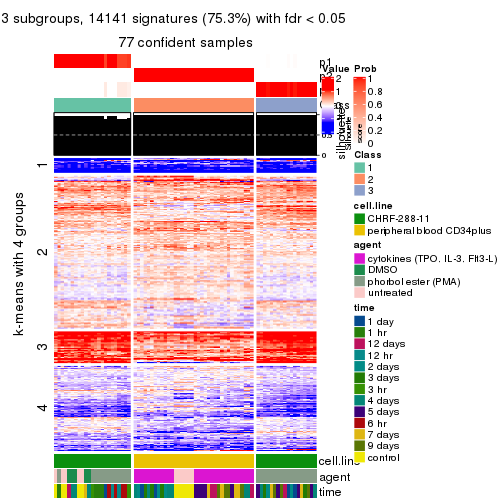 3 subgroups, 14141 signatures (75.3%) with fdr < 0.05
77 confident samples
p1
p2
Value
Prob
2
1
0
1
0.8
0.6
0.4
0.2
0
silhouette
score
k-means with 4 groups
1
2
3
4
Class
1
2
3
cell.line
CHRF-288-11
peripheral blood CD34plus
agent
cytokines (TPO, IL-3, Flt3-L)
DMSO
phorbol ester (PMA)
untreated
time
1 day
1 hr
12 days
12 hr
2 days
3 days
3 hr
4 days
5 days
6 hr
7 days
9 days
control
cell.line
agent
time